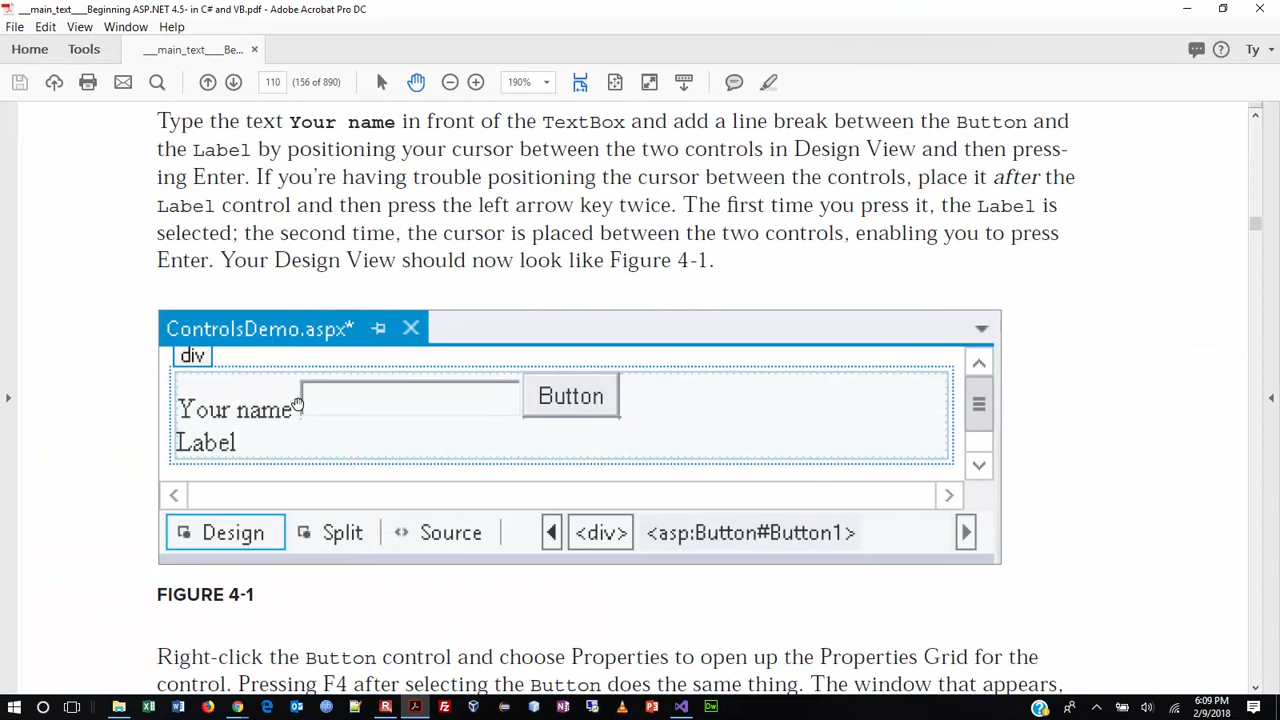 ___main_text____Beginning ASP.NET 4.5- in C# and VB.pdf - Adobe Acrobat Pro DC
File Edit View Window Help
Home Tools ___main_text____Be... × Ty
110 (156 of 890) 190%
Type the text Your name in front of the TextBox and add a line break between the Button and
the Label by positioning your cursor between the two controls in Design View and then press-
ing Enter. If you’re having trouble positioning the cursor between the controls, place it after the
Label control and then press the left arrow key twice. The first time you press it, the Label is
selected; the second time, the cursor is placed between the two controls, enabling you to press
Enter. Your Design View should now look like Figure 4-1.
ControlsDemo.aspx*
div
Your name Button
Label
Design Split Source <div> <asp:Button#Button1>
FIGURE 4-1
Right-click the Button control and choose Properties to open up the Properties Grid for the
control. Pressing F4 after selecting the Button does the same thing. The window that appears,
6:09 PM
2/9/2018